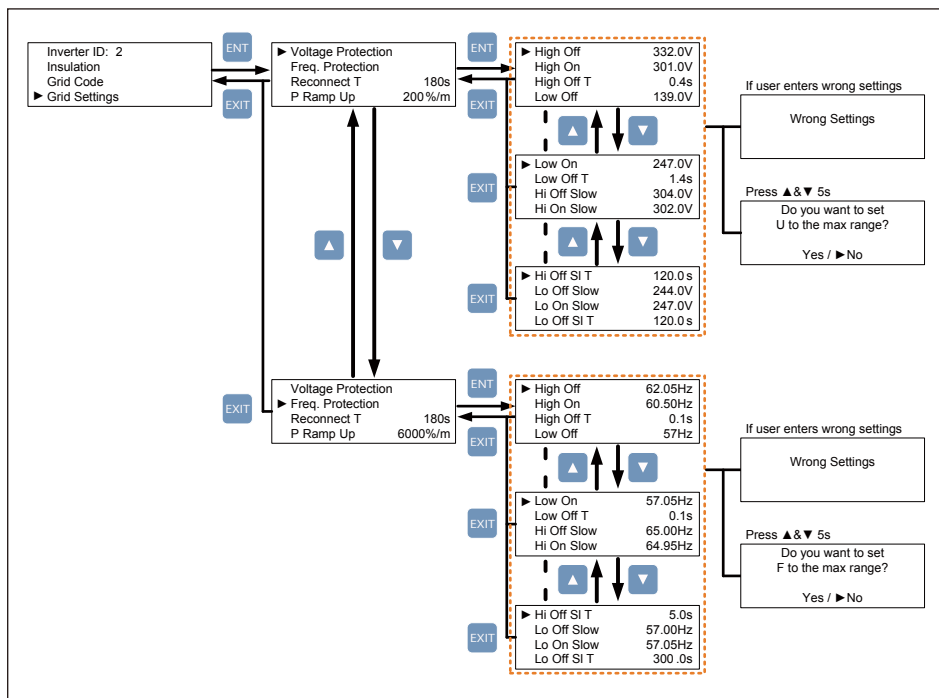 Inverter ID: 2
Insulation
Grid Code
► Grid Settings
ENT
EXIT
► Voltage Protection
Freq. Protection
Reconnect T 180s
P Ramp Up 200%/m
ENT
EXIT
► High Off 332.0V
High On 301.0V
High Off T 0.4s
Low Off 139.0V
▲ ▼
EXIT
► Low On 247.0V
Low Off T 1.4s
Hi Off Slow 304.0V
Hi On Slow 302.0V
▲ ▼
EXIT
► Hi Off Sl T 120.0 s
Lo Off Slow 244.0V
Lo On Slow 247.0V
Lo Off Sl T 120.0 s
If user enters wrong settings
Wrong Settings
Press ▲&▼ 5s
Do you want to set
U to the max range?
Yes / ►No
▲ ▼
EXIT
Voltage Protection
► Freq. Protection
Reconnect T 180s
P Ramp Up 6000%/m
ENT
EXIT
► High Off 62.05Hz
High On 60.50Hz
High Off T 0.1s
Low Off 57Hz
▲ ▼
EXIT
► Low On 57.05Hz
Low Off T 0.1s
Hi Off Slow 65.00Hz
Hi On Slow 64.95Hz
▲ ▼
EXIT
► Hi Off Sl T 5.0s
Lo Off Slow 57.00Hz
Lo On Slow 57.05Hz
Lo Off Sl T 300 .0s
If user enters wrong settings
Wrong Settings
Press ▲&▼ 5s
Do you want to set
F to the max range?
Yes / ►No